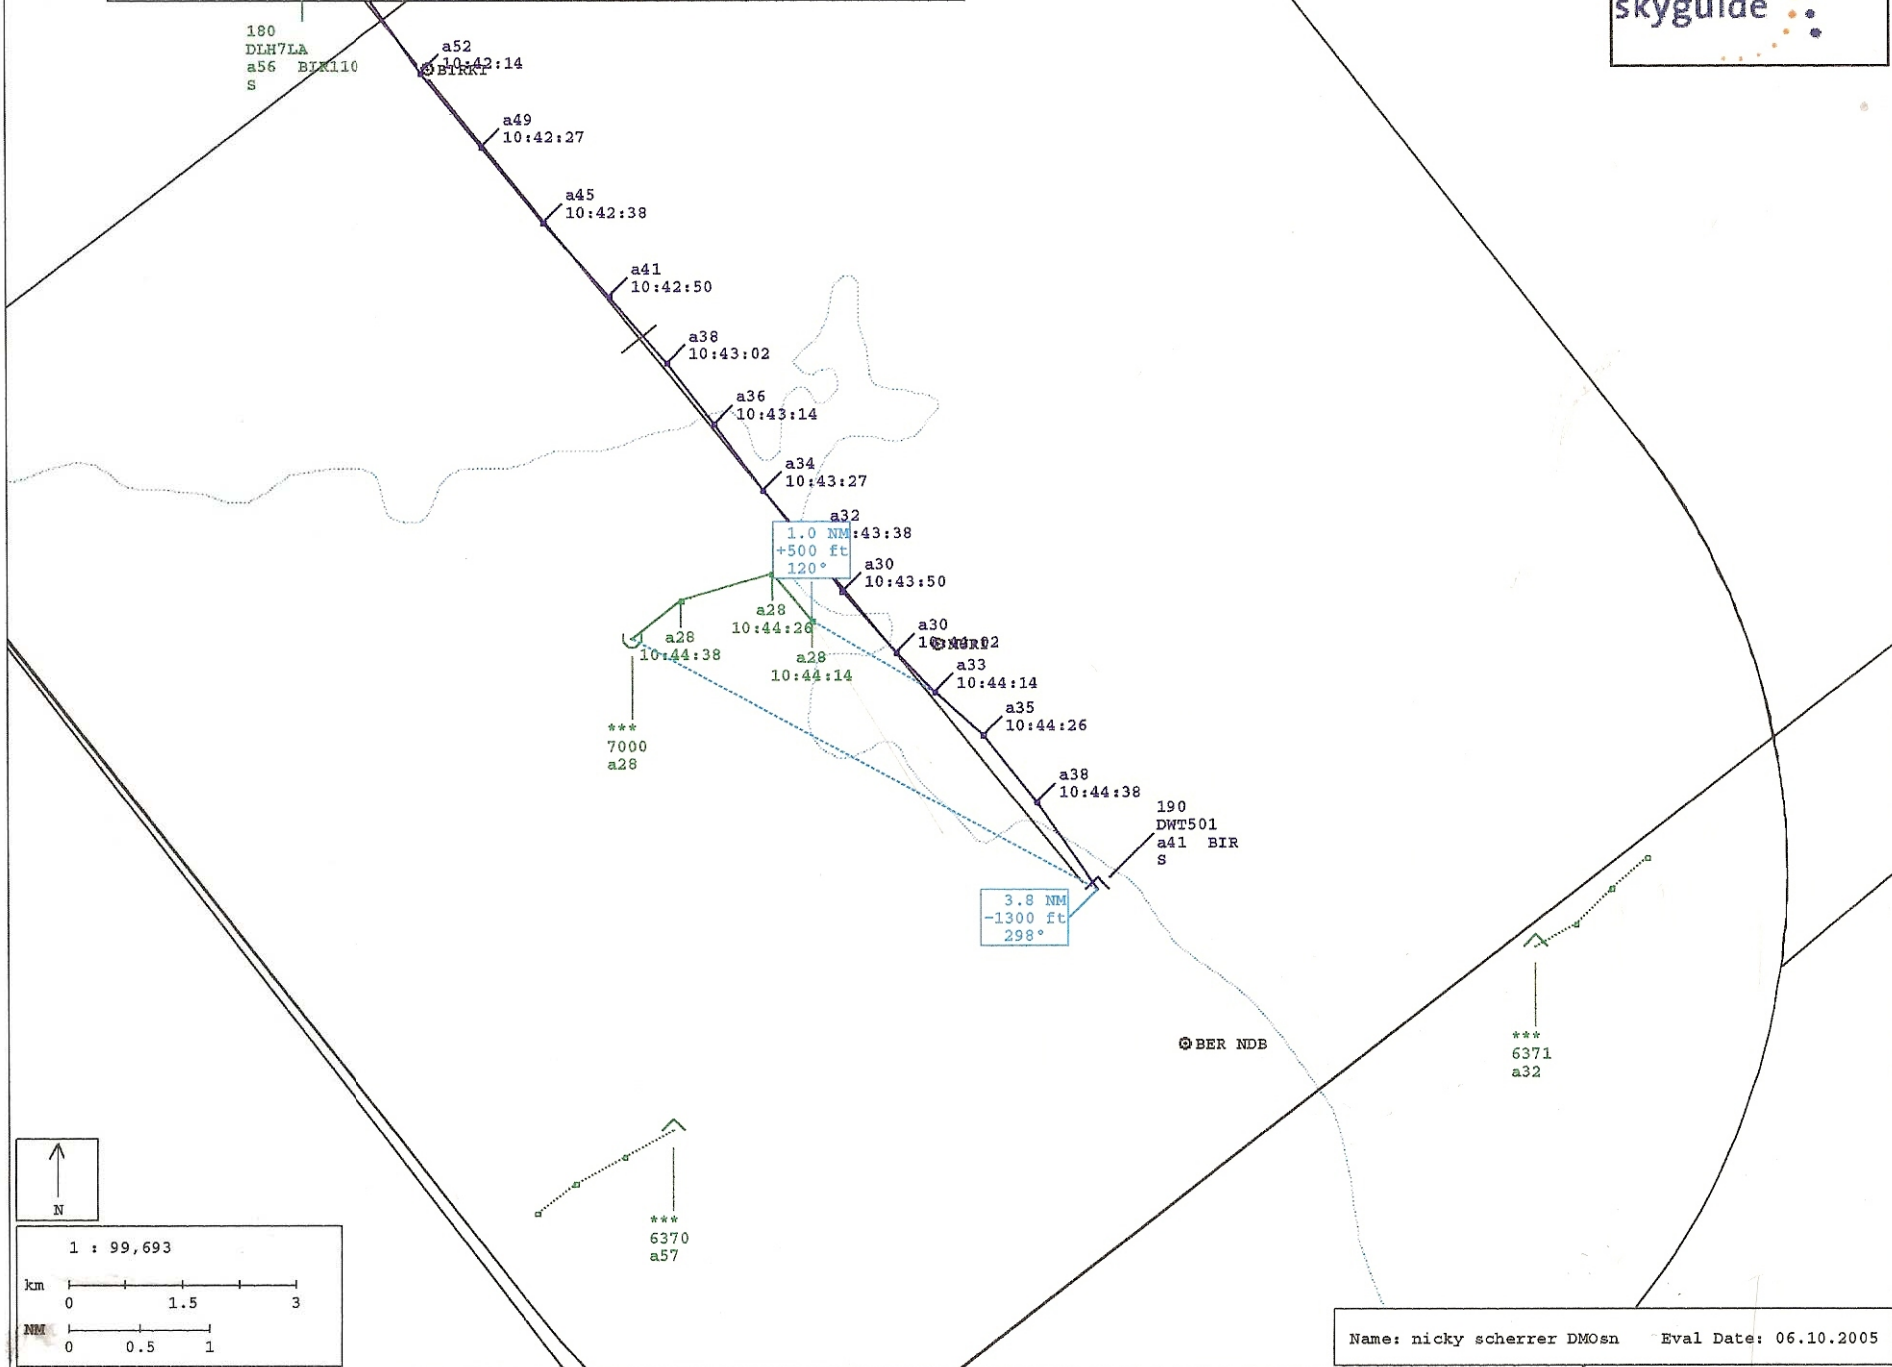 skyguide
180
DLH7LA
a56 BIR110
S
a52
10:42:14
BIRKI
a49
10:42:27
a45
10:42:38
a41
10:42:50
a38
10:43:02
a36
10:43:14
a34
10:43:27
a32
:43:38
1.0 NM
+500 ft
120°
a30
10:43:50
a30
a33
10:44:14
a35
10:44:26
a38
10:44:38
a28
10:44:26
a28
10:44:38
a28
10:44:14
***
7000
a28
190
DWT501
a41 BIR
S
3.8 NM
-1300 ft
298°
BER NDB
***
6371
a32
***
6370
a57
N
1 : 99,693
km
0 1.5 3
NM
0 0.5 1
Name: nicky scherrer DMOsn Eval Date: 06.10.2005